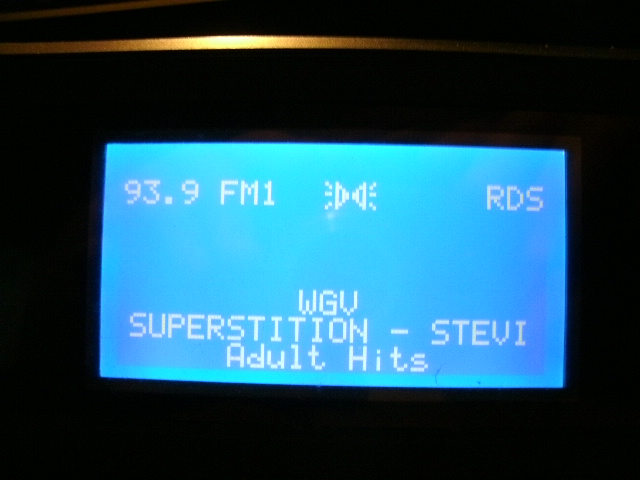 93.9 FM1 RDS
WGV
SUPERSTITION - STEVI
Adult Hits